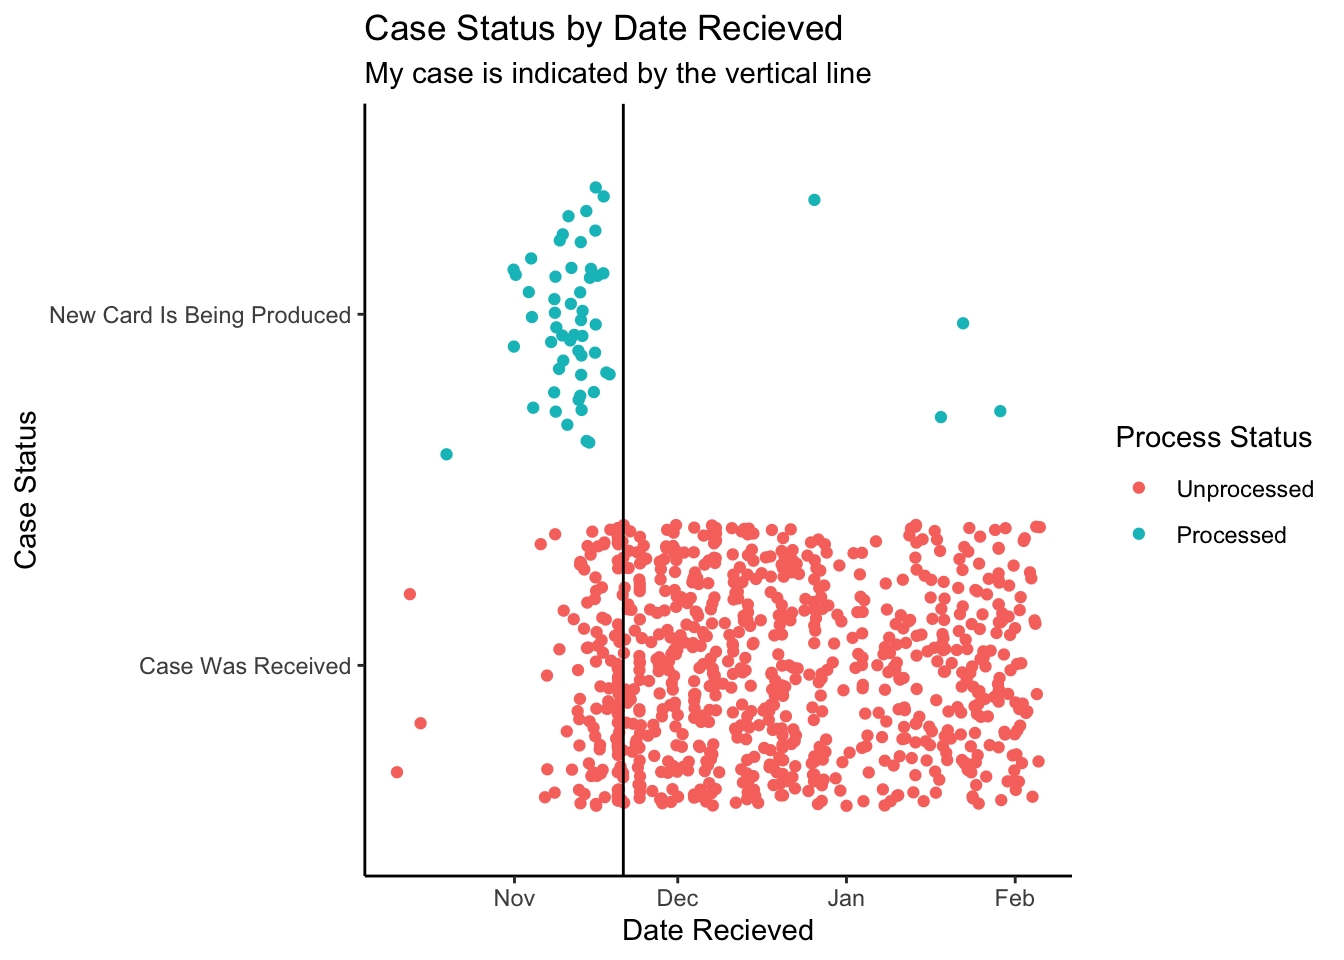 Case Status by Date Recieved
My case is indicated by the vertical line
New Card Is Being Produced
Case Was Received
Case Status
Nov
Dec
Jan
Feb
Date Recieved
Process Status
Unprocessed
Processed